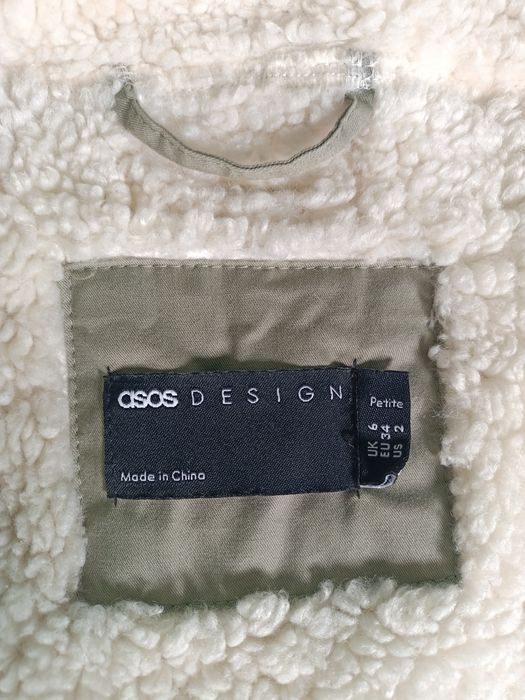 asos DESIGN
Made in China
Petite
UK 6
EU 34
US 2